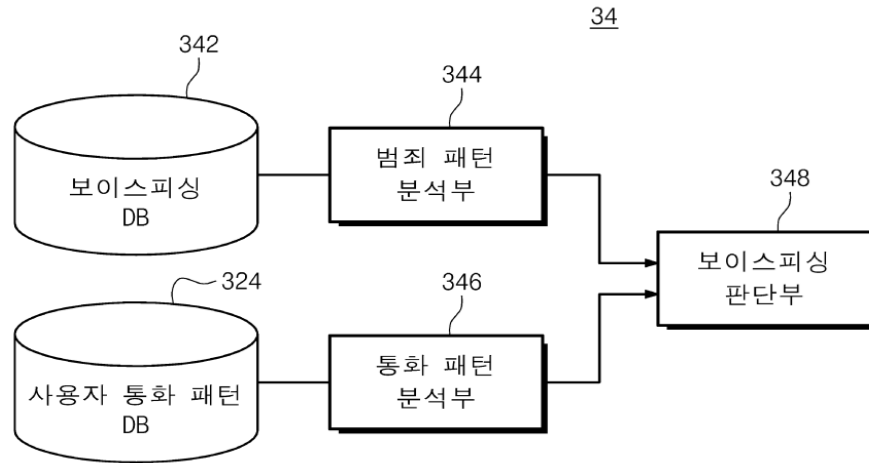 34
342
보이스피싱
DB
344
범죄 패턴
분석부
348
보이스피싱
판단부
324
사용자 통화 패턴
DB
346
통화 패턴
분석부